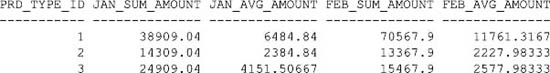 PRD_TYPE_ID JAN_SUM_AMOUNT JAN_AVG_AMOUNT FEB_SUM_AMOUNT FEB_AVG_AMOUNT
----------- -------------- -------------- -------------- --------------
1 38909.04 6484.84 70567.9 11761.3167
2 14309.04 2384.84 13367.9 2227.98333
3 24909.04 4151.50667 15467.9 2577.98333